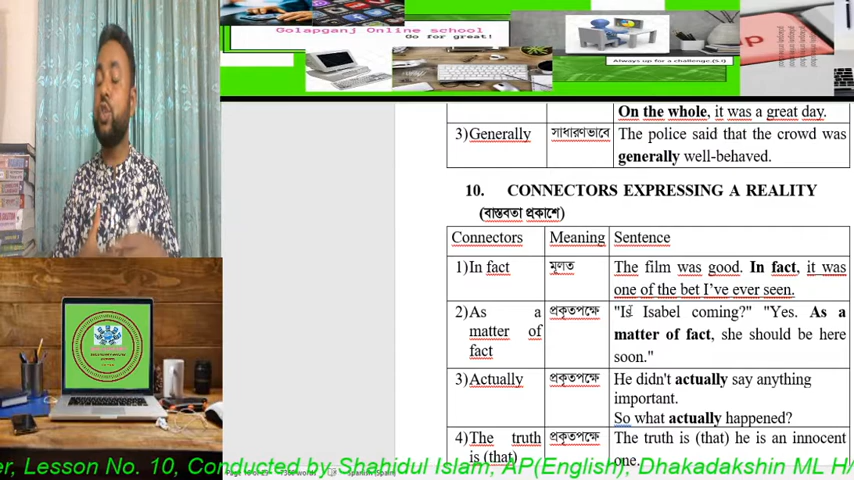 Golapganj Online school
Go for great!
Always up for a challenge.(S.I)
On the whole, it was a great day.
3) Generally
সাধারণভাবে
The police said that the crowd was
generally well-behaved.
10. CONNECTORS EXPRESSING A REALITY
(বাস্তবতা প্রকাশে)
Connectors
Meaning
Sentence
1) In fact
মূলত
The film was good. In fact, it was
one of the bet I've ever seen.
2) As a
matter of
fact
প্রকৃতপক্ষে
"Is Isabel coming?" "Yes. As a
matter of fact, she should be here
soon."
3) Actually
প্রকৃতপক্ষে
He didn't actually say anything
important.
So what actually happened?
4) The truth
is (that)
প্রকৃতপক্ষে
The truth is (that) he is an innocent
one.
er, Lesson No. 10, Conducted by Shahidul Islam, AP(English), Dhakadakshin ML H/